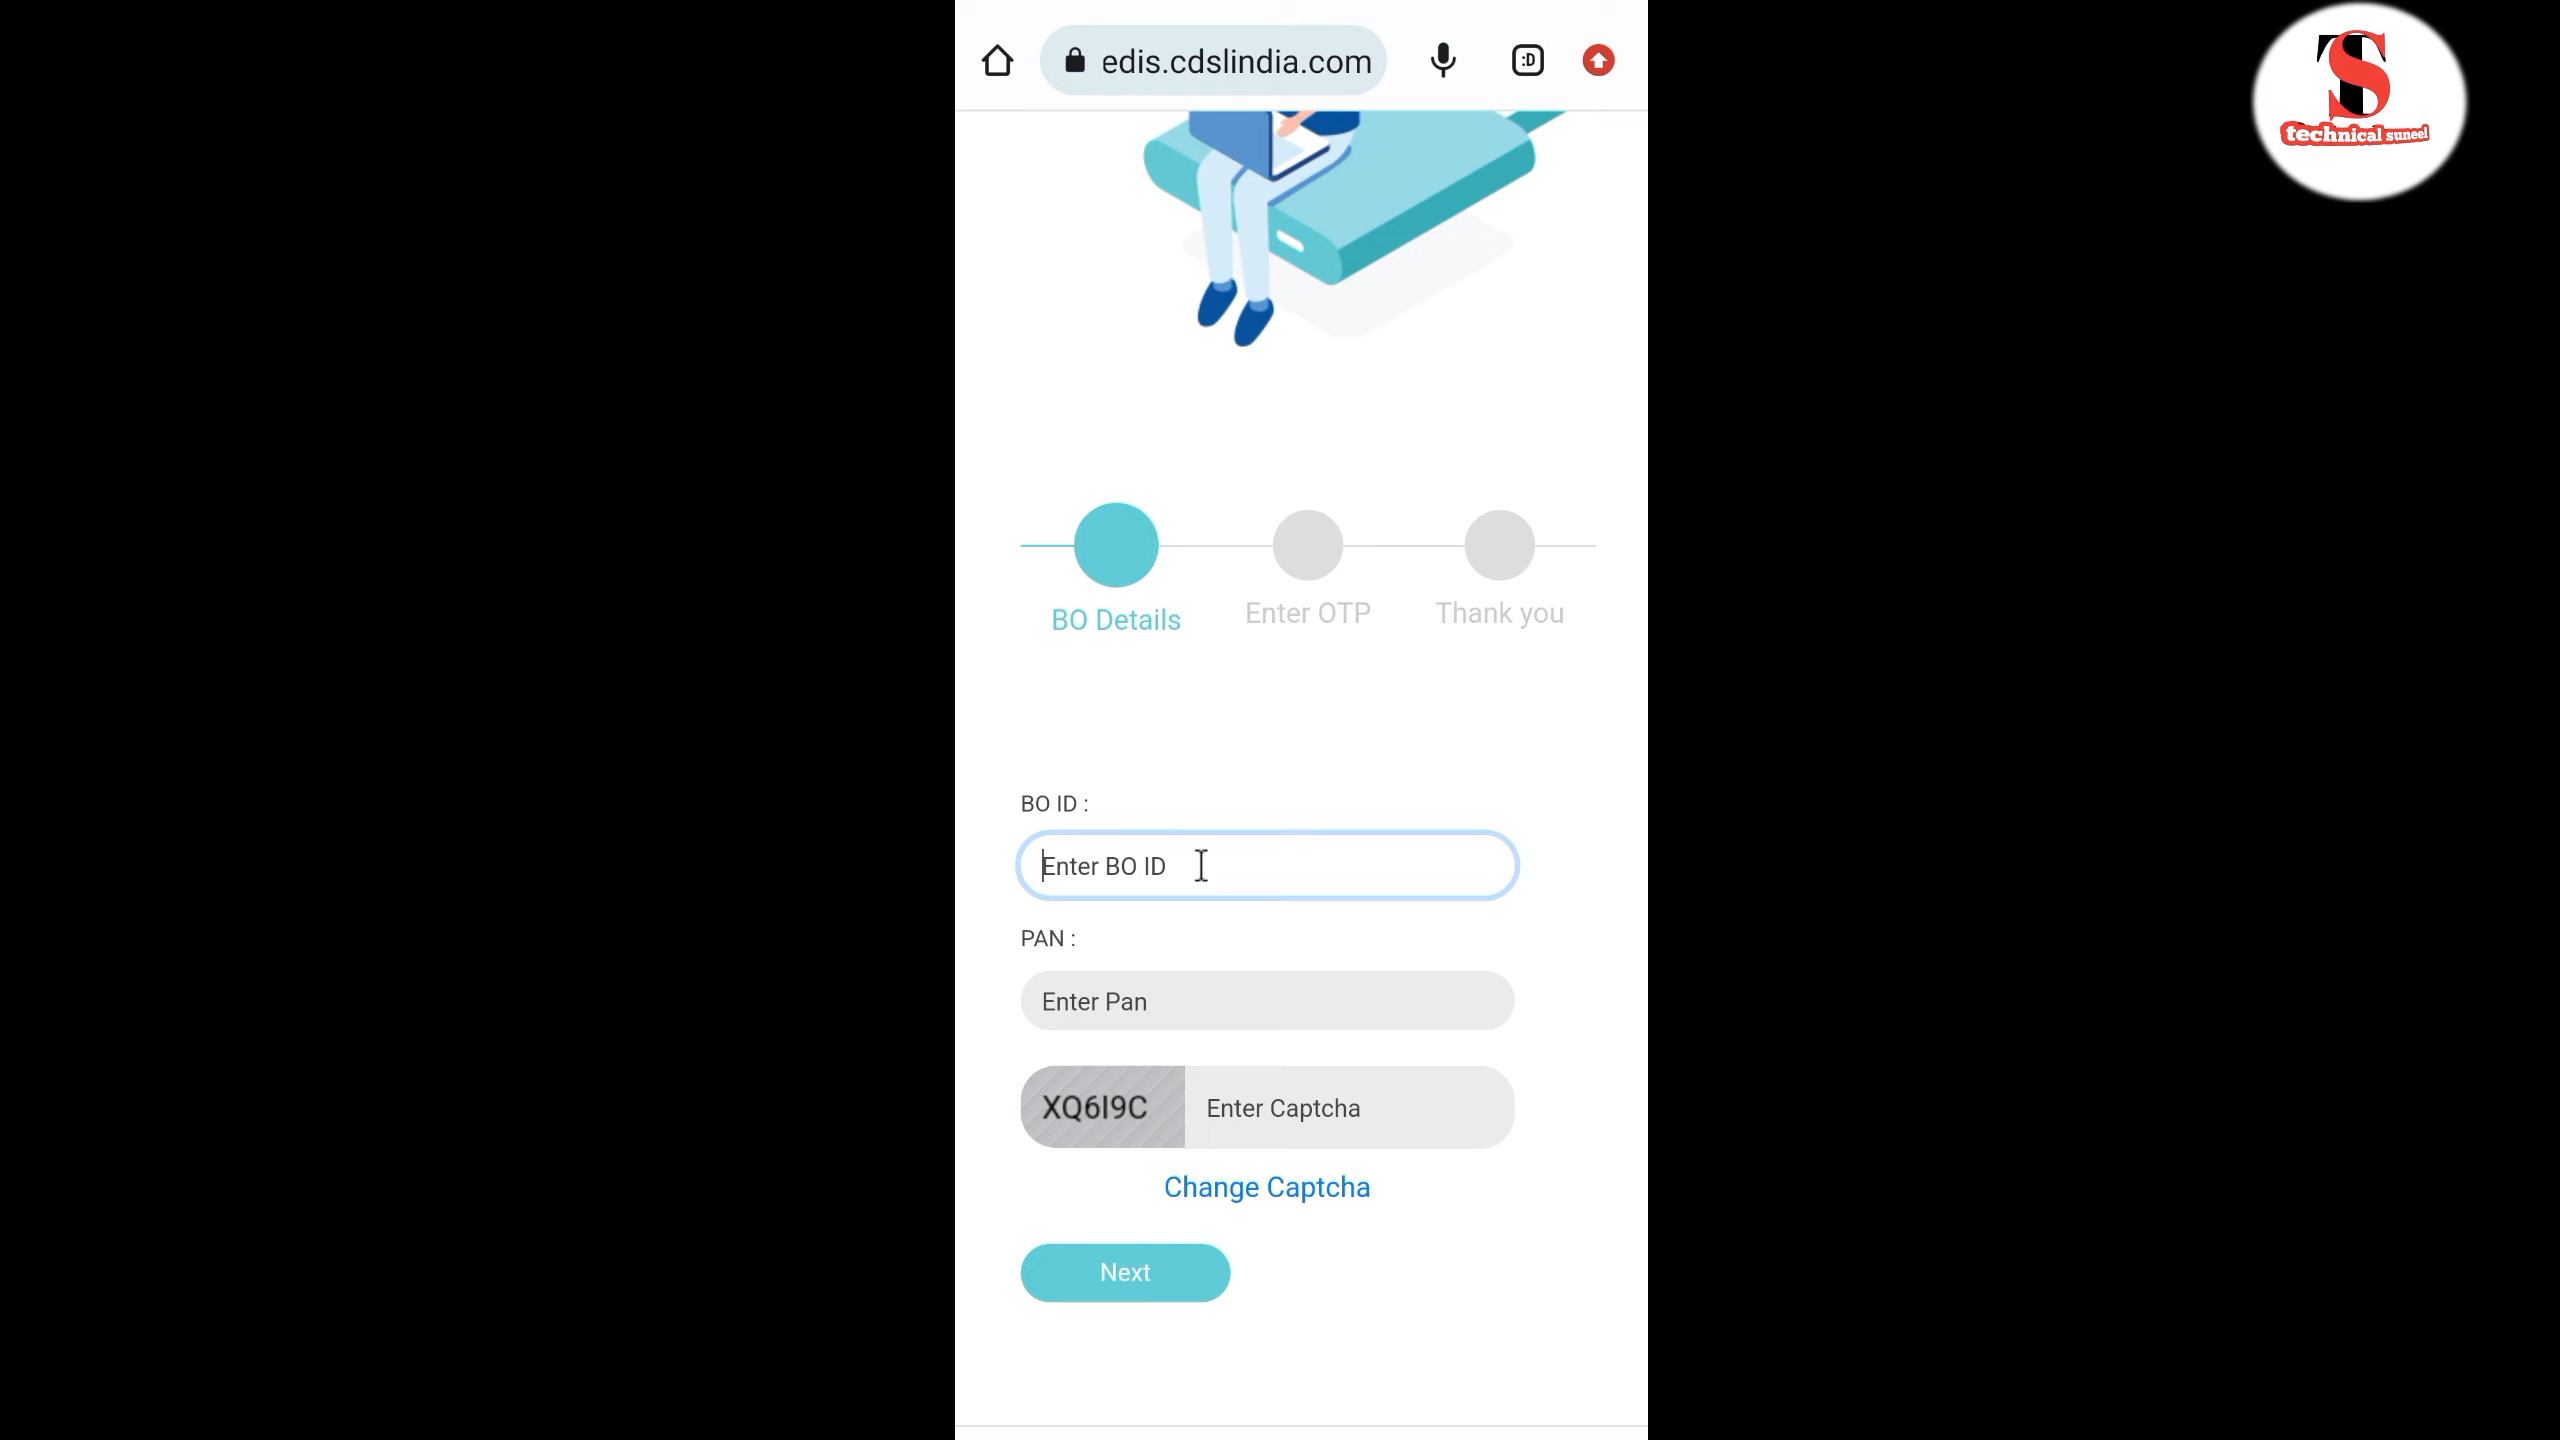 edis.cdslindia.com
:D
TS
technical suneel
BO Details
Enter OTP
Thank you
BO ID :
Enter BO ID
PAN :
Enter Pan
XQ6I9C
Enter Captcha
Change Captcha
Next